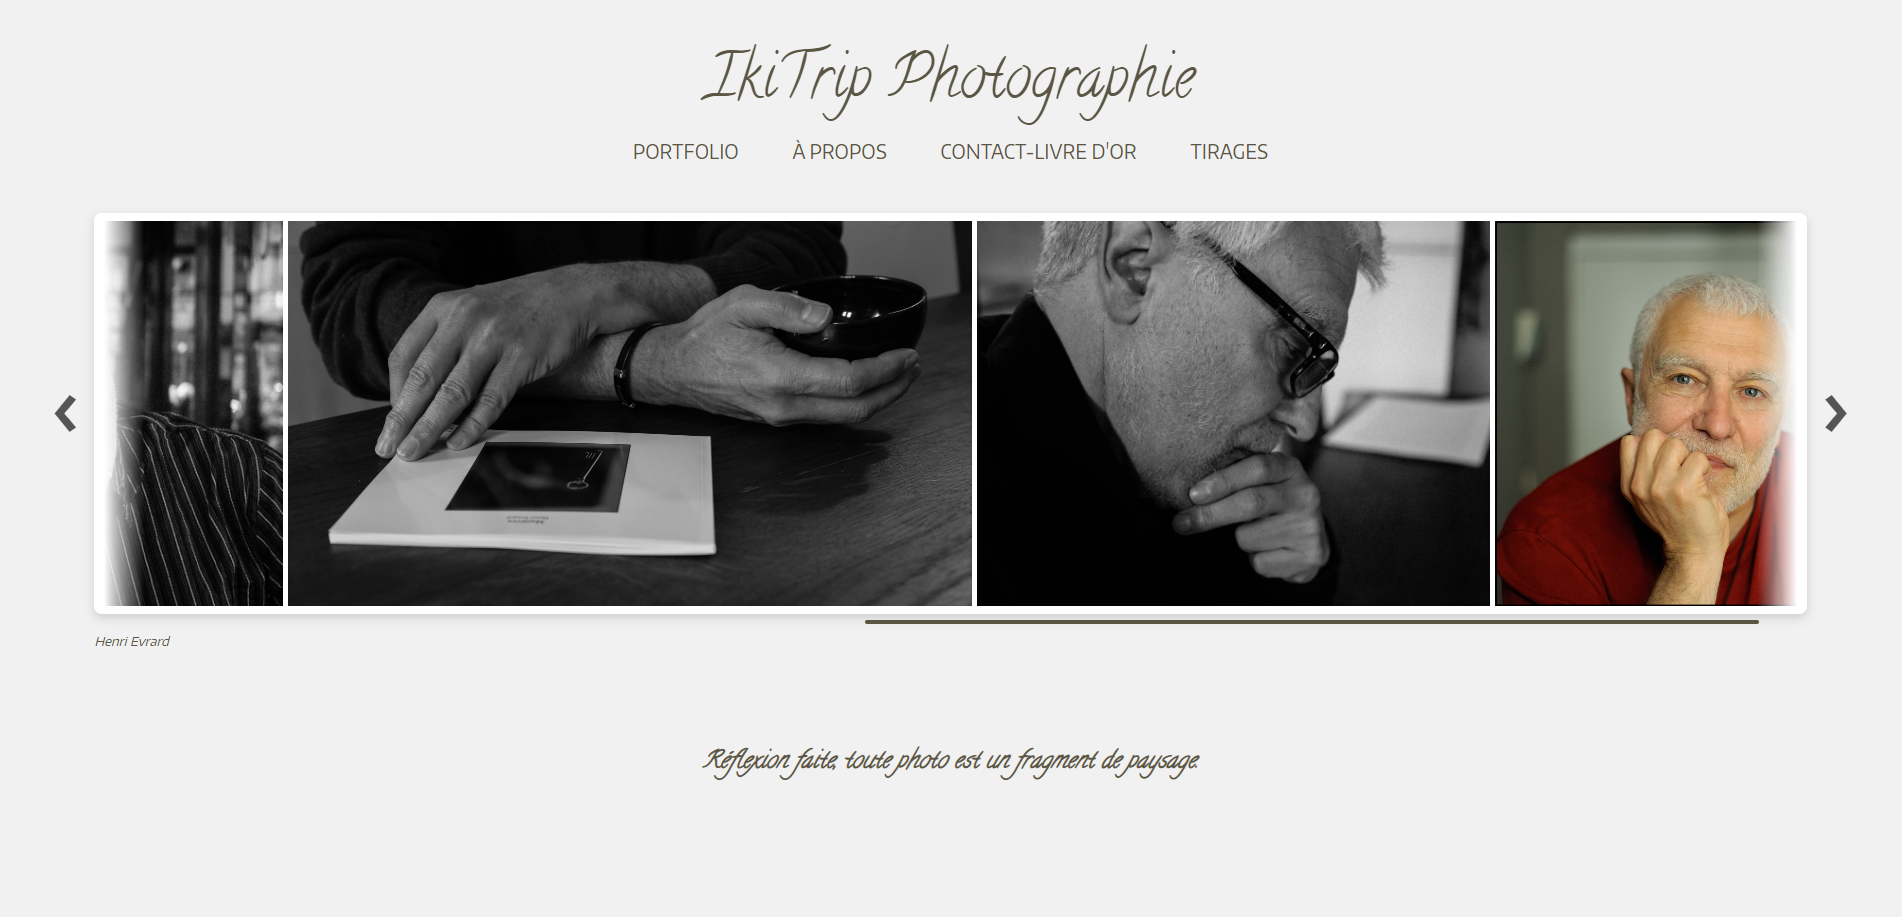 IkiTrip Photographie
PORTFOLIO À PROPOS CONTACT-LIVRE D'OR TIRAGES
Henri Evrard
Réflexion faite, toute photo est un fragment de paysage.